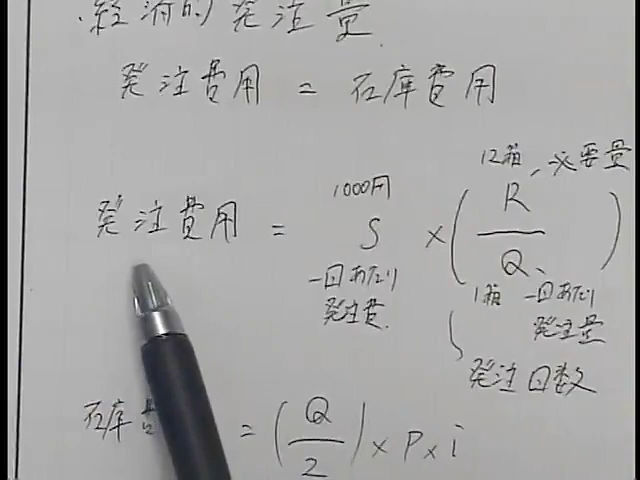 ・経済的発注量
発注費用 = 石庫費用
12箱、必要量
1000円
発注費用 = S × ( R / Q )
一回あたり 1箱 一回あたり
発注費 発注量
発注回数
石庫 = ( Q / 2 ) × P × i